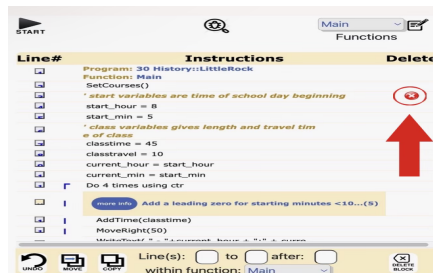 START
Main
Functions
Line#
Instructions
Delete
Program: 30 History::LittleRock
Function: Main
SetCourses()
' start variables are time of school day beginning
start_hour = 8
start_min = 5
' class variables gives length and travel tim
e of class
classtime = 45
classtravel = 10
current_hour = start_hour
current_min = start_min
Do 4 times using ctr
more info
Add a leading zero for starting minutes <10...(5)
AddTime(classtime)
MoveRight(50)
WriteText( " - "+current_hour + ":" + curre
UNDO
MOVE
COPY
Line(s): to after:
within function: Main
DELETE
BLOCK